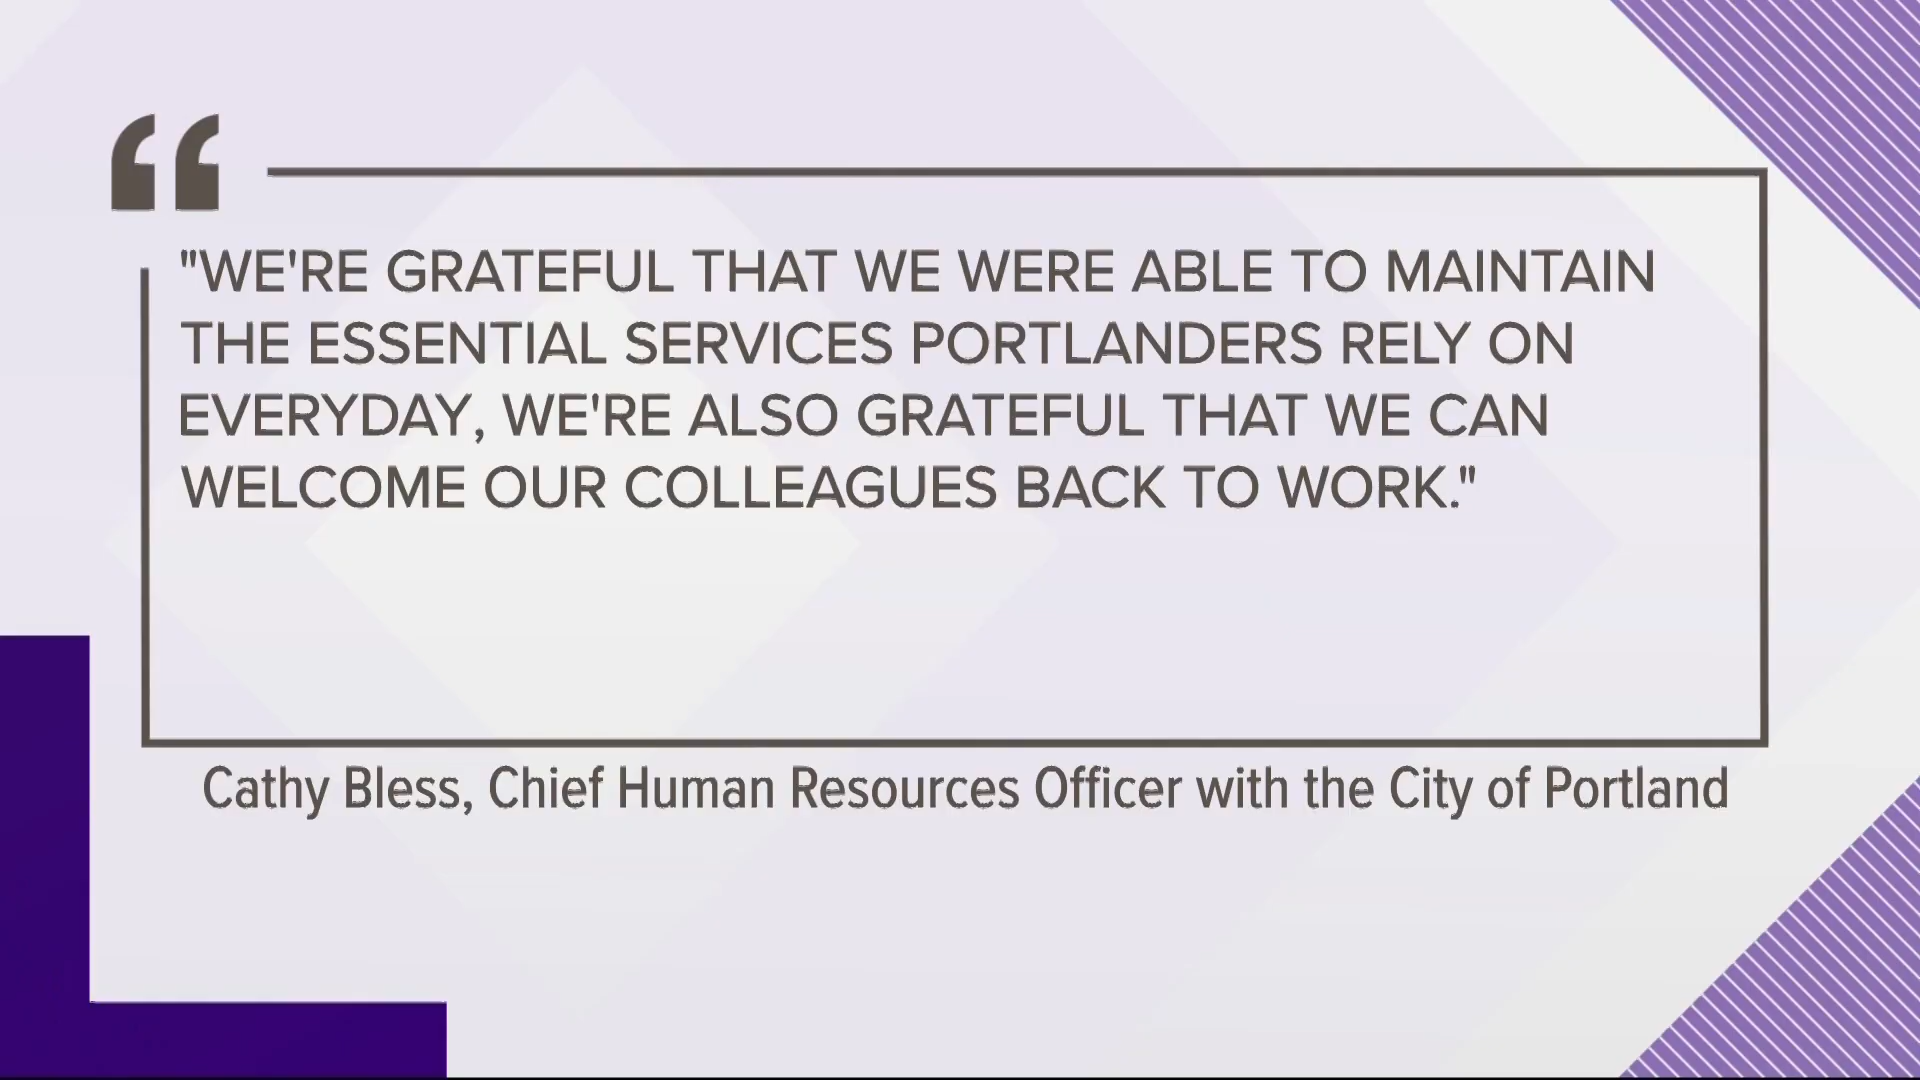 "WE'RE GRATEFUL THAT WE WERE ABLE TO MAINTAIN
THE ESSENTIAL SERVICES PORTLANDERS RELY ON
EVERYDAY, WE'RE ALSO GRATEFUL THAT WE CAN
WELCOME OUR COLLEAGUES BACK TO WORK."
Cathy Bless, Chief Human Resources Officer with the City of Portland